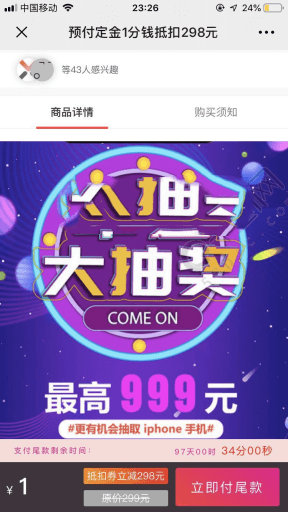 中国移动
23:26
24%
预付定金1分钱抵扣298元
等43人感兴趣
商品详情
购买须知
大抽奖
COME ON
最高 999 元
#更有机会抽取 iphone 手机#
支付尾款剩余时间:
97天00时 34分00秒
¥1
抵扣券立减298元
原价299元
立即付尾款